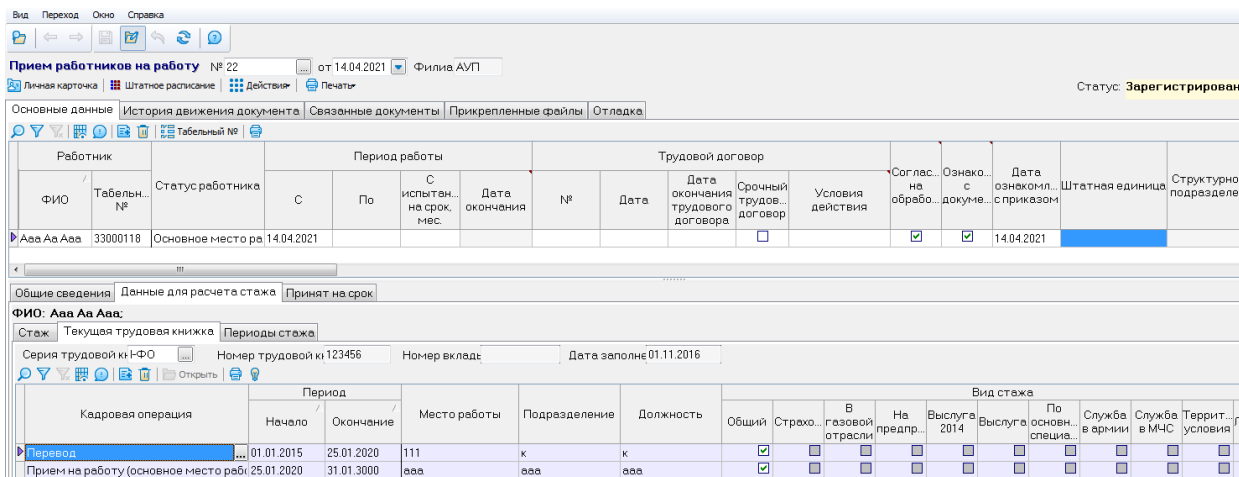 Вид Переход Окно Справка
Прием работников на работу № 22 ... от 14.04.2021 Филиа АУП
Личная карточка Штатное расписание Действия Печать
Статус: Зарегистрирован
Основные данные История движения документа Связанные документы Прикрепленные файлы Отладка
Табельный №
Работник Период работы Трудовой договор
ФИО Табельн... № Статус работника С По С испытан... на срок, мес. Дата окончания № Дата Дата окончания трудового договора Срочный трудов... договор Условия действия Соглас... на обрабо... Ознако... с докуме... Дата ознакомл... с приказом Штатная единица Структурно подразделе
Ааа Аа Ааа 33000118 Основное место ра 14.04.2021 14.04.2021
Общие сведения Данные для расчета стажа Принят на срок
ФИО: Ааа Аа Ааа;
Стаж Текущая трудовая книжка Периоды стажа
Серия трудовой кн I-ФО ... Номер трудовой кн 123456 Номер вклады Дата заполне 01.11.2016
Открыть
Период Вид стажа
Кадровая операция Начало Окончание Место работы Подразделение Должность Общий Страхо... В газовой отрасли На предпр... Выслуга 2014 Выслуга По основн... специа... Служба в армии Служба в МЧС Террит... условия
Перевод ... 01.01.2015 25.01.2020 111 к к
Прием на работу (основное место рабо 25.01.2020 31.01.3000 ааа ааа ааа